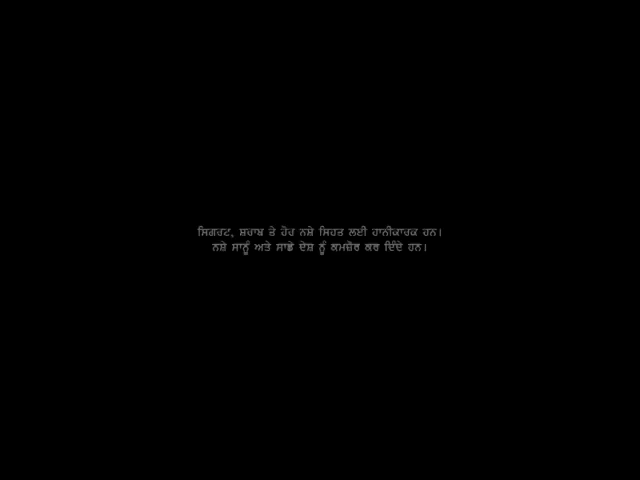 ਸਿਗਰਟ, ਸ਼ਰਾਬ ਤੇ ਹੋਰ ਨਸ਼ੇ ਸਿਹਤ ਲਈ ਹਾਨੀਕਾਰਕ ਹਨ।
ਨਸ਼ੇ ਸਾਨੂੰ ਅਤੇ ਸਾਡੇ ਦੇਸ਼ ਨੂੰ ਕਮਜ਼ੋਰ ਕਰ ਦਿੰਦੇ ਹਨ।